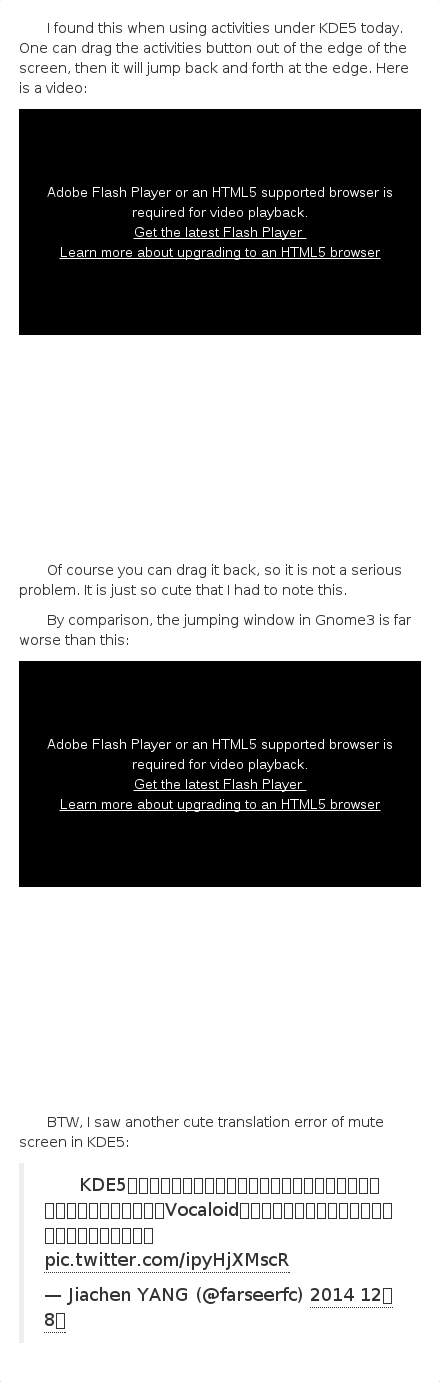 I found this when using activities under KDE5 today.
One can drag the activities button out of the edge of the
screen, then it will jump back and forth at the edge. Here
is a video:
Adobe Flash Player or an HTML5 supported browser is
required for video playback.
Get the latest Flash Player
Learn more about upgrading to an HTML5 browser
Of course you can drag it back, so it is not a serious
problem. It is just so cute that I had to note this.
By comparison, the jumping window in Gnome3 is far
worse than this:
Adobe Flash Player or an HTML5 supported browser is
required for video playback.
Get the latest Flash Player
Learn more about upgrading to an HTML5 browser
BTW, I saw another cute translation error of mute
screen in KDE5:
KDE5
Vocaloid
pic.twitter.com/ipyHjXMscR
— Jiachen YANG (@farseerfc) 2014 12
8